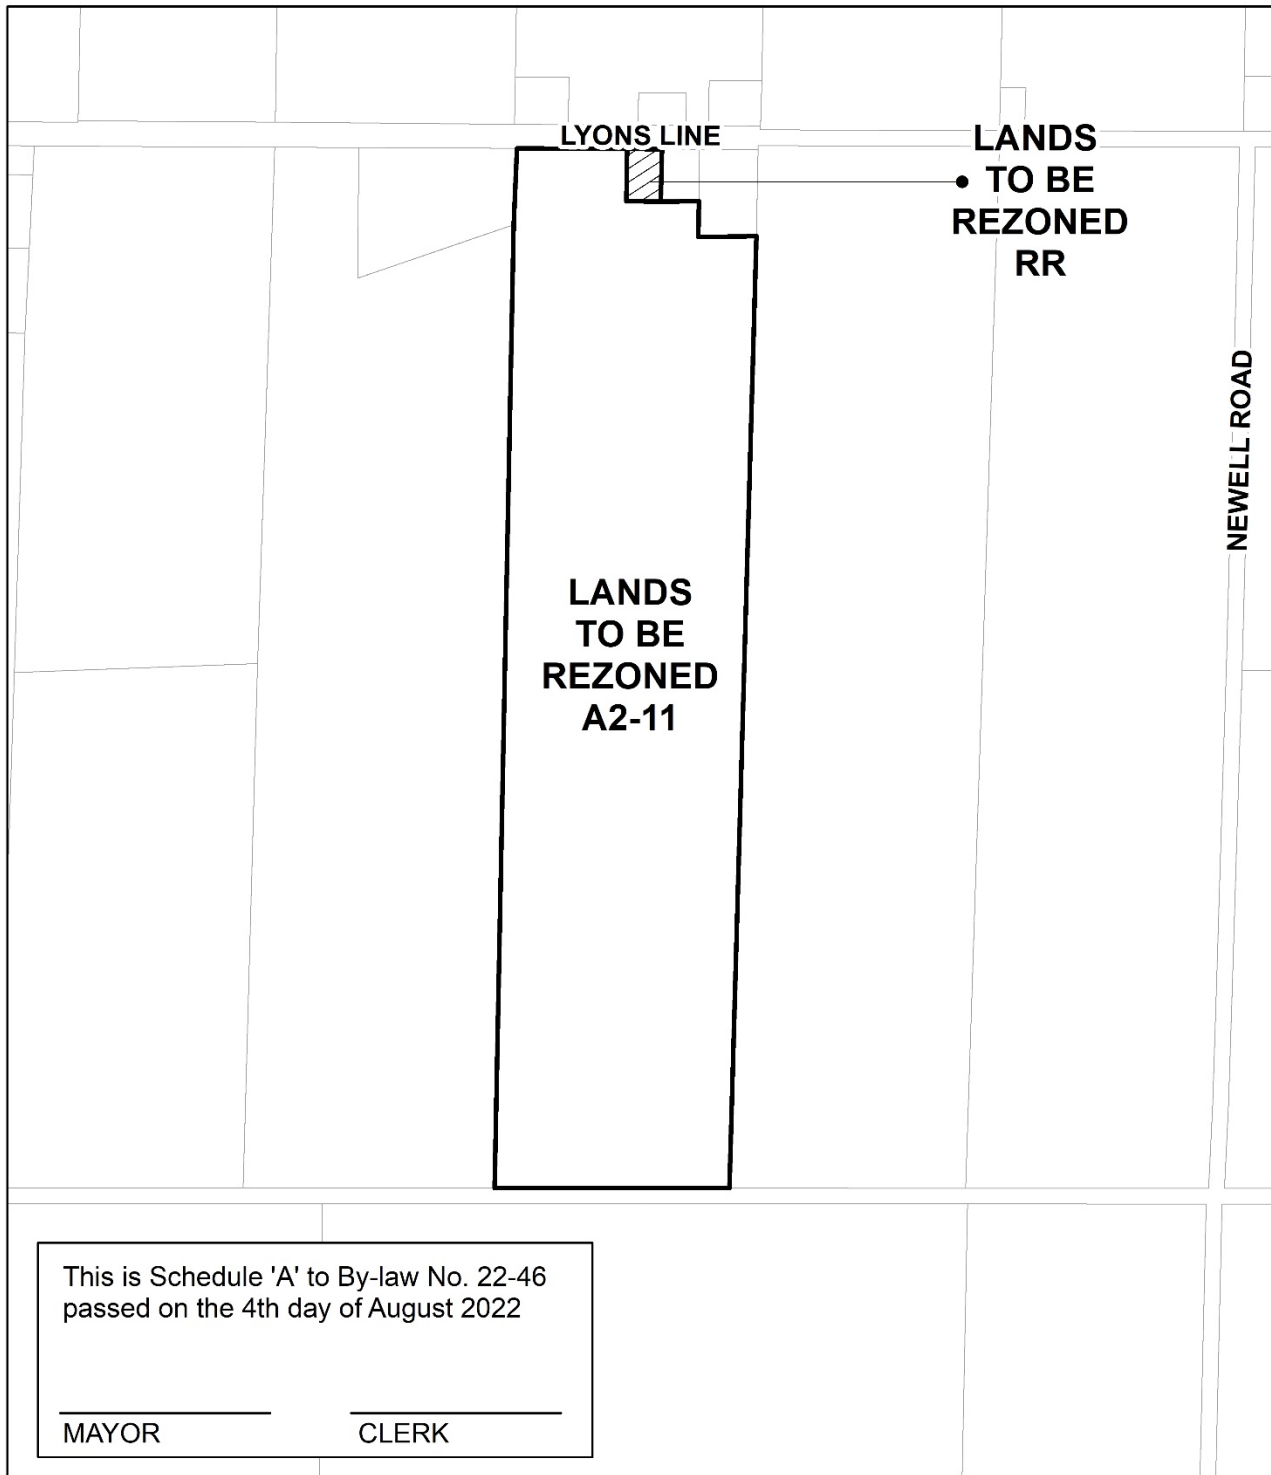 LYONS LINE
LANDS
TO BE
REZONED
RR
NEWELL ROAD
LANDS
TO BE
REZONED
A2-11
This is Schedule 'A' to By-law No. 22-46
passed on the 4th day of August 2022
MAYOR
CLERK